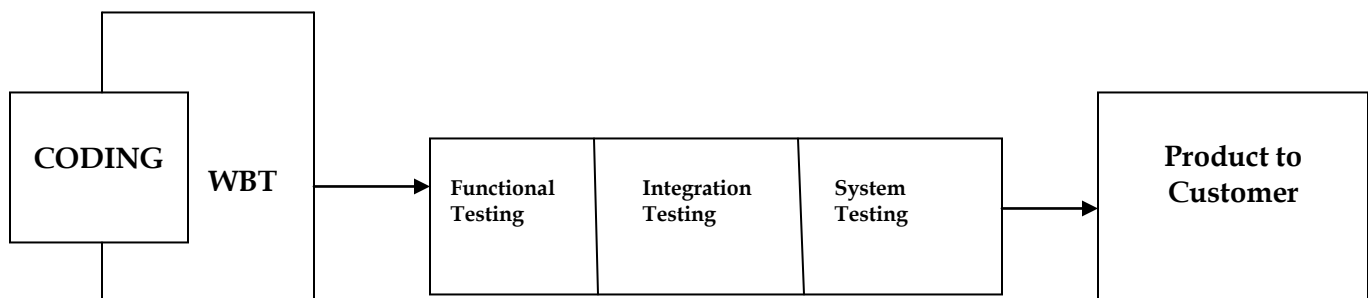 CODING
WBT
Functional
Testing
Integration
Testing
System
Testing
Product to
Customer